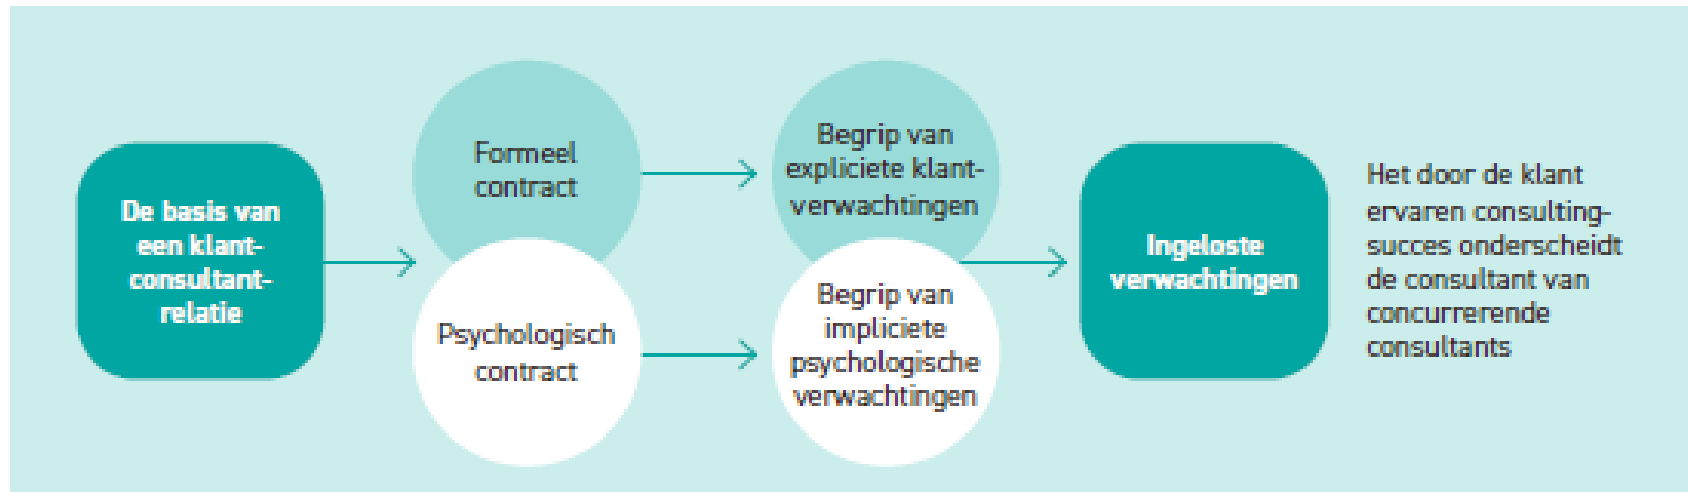 De basis van
een klant-
consultant-
relatie
Formeel
contract
Psychologisch
contract
Begrip van
expliciete klant-
verwachtingen
Begrip van
impliciete
psychologische
verwachtingen
Ingeloste
verwachtingen
Het door de klant
ervaren consulting-
succes onderscheidt
de consultant van
concurrerende
consultants